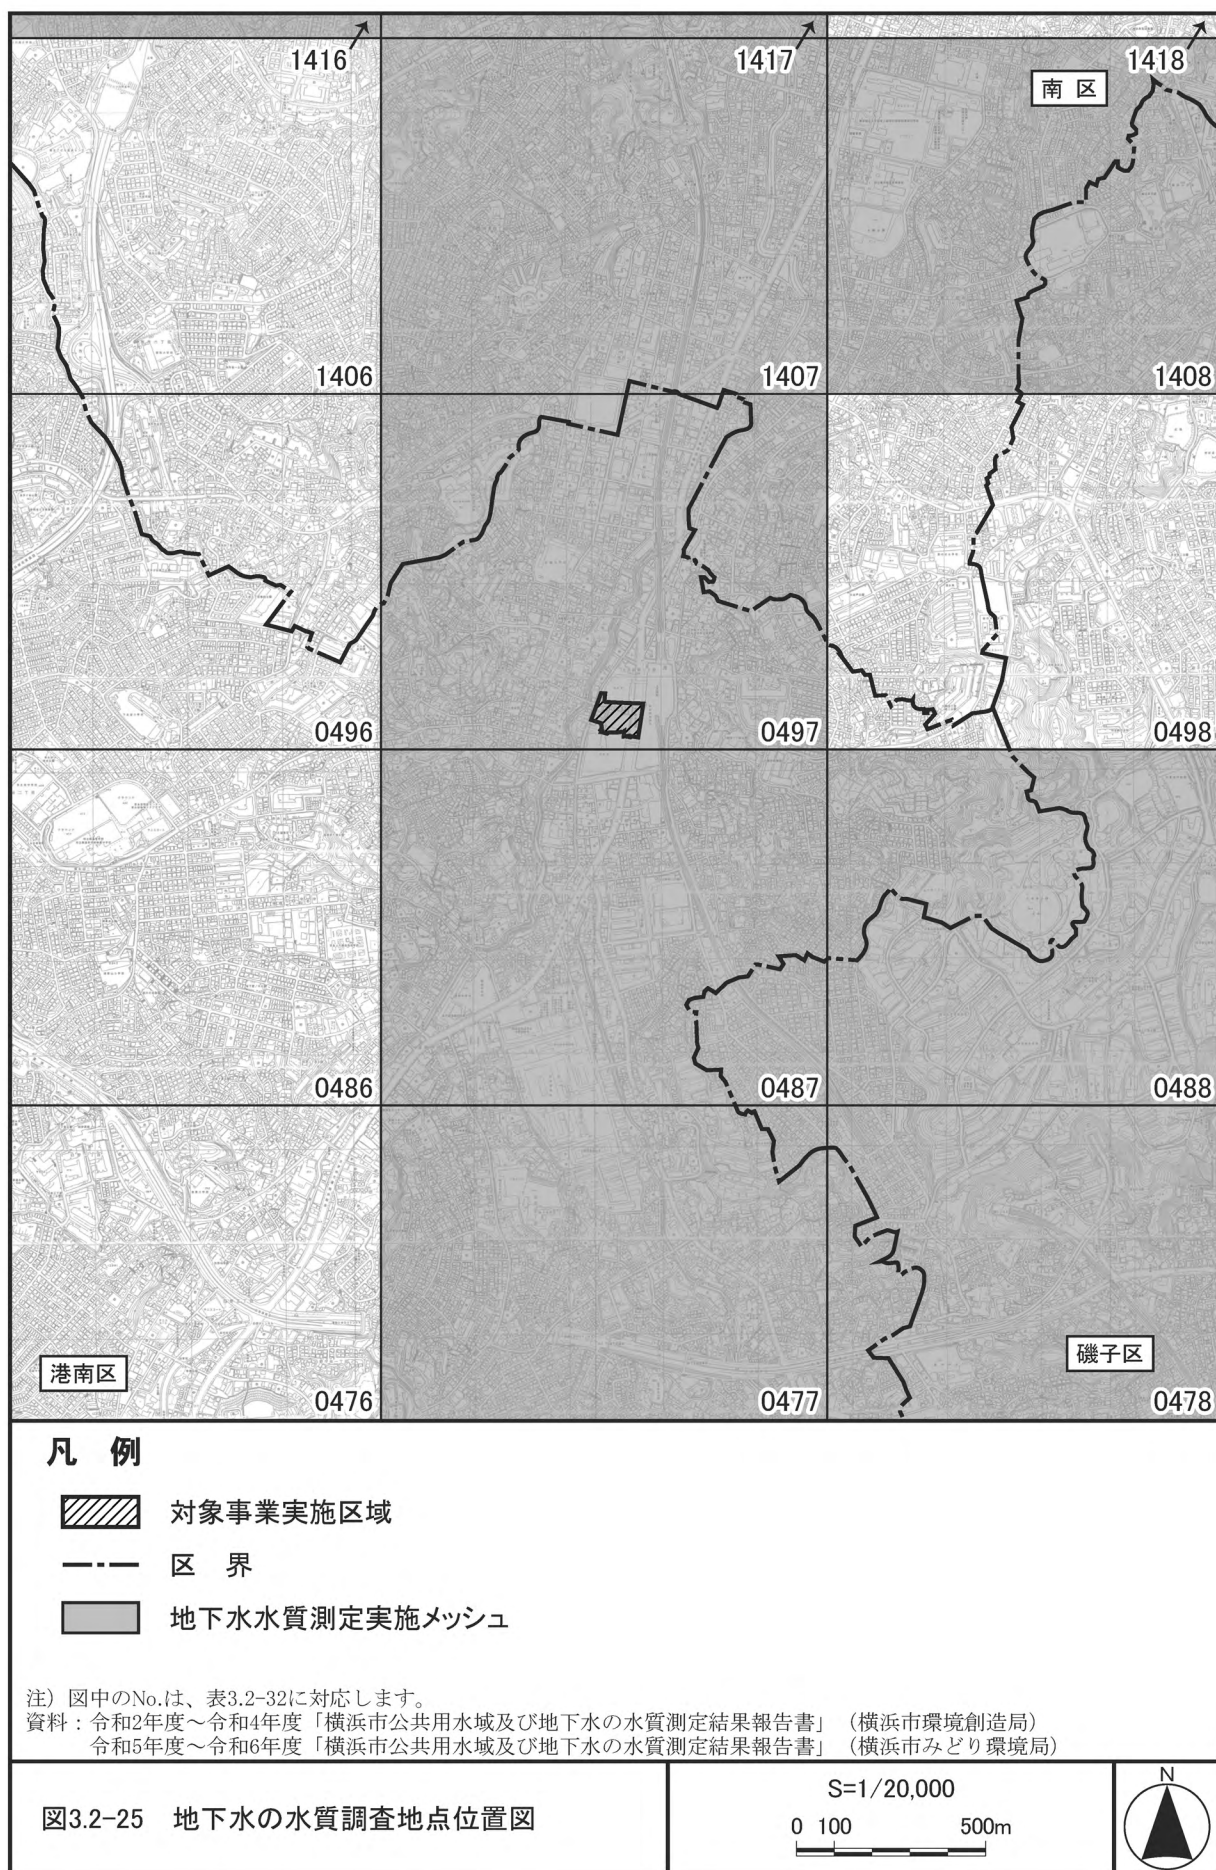 1416
1417
1418
南 区
1406
1407
1408
0496
0497
0498
0486
0487
0488
港南区
磯子区
0476
0477
0478
凡 例
対象事業実施区域
区 界
地下水水質測定実施メッシュ
注）図中のNo.は、表3.2-32に対応します。
資料：令和2年度～令和4年度「横浜市公共用水域及び地下水の水質測定結果報告書」（横浜市環境創造局）
令和5年度～令和6年度「横浜市公共用水域及び地下水の水質測定結果報告書」（横浜市みどり環境局）
図3.2-25 地下水の水質調査地点位置図
S=1/20,000
0 100 500m
N